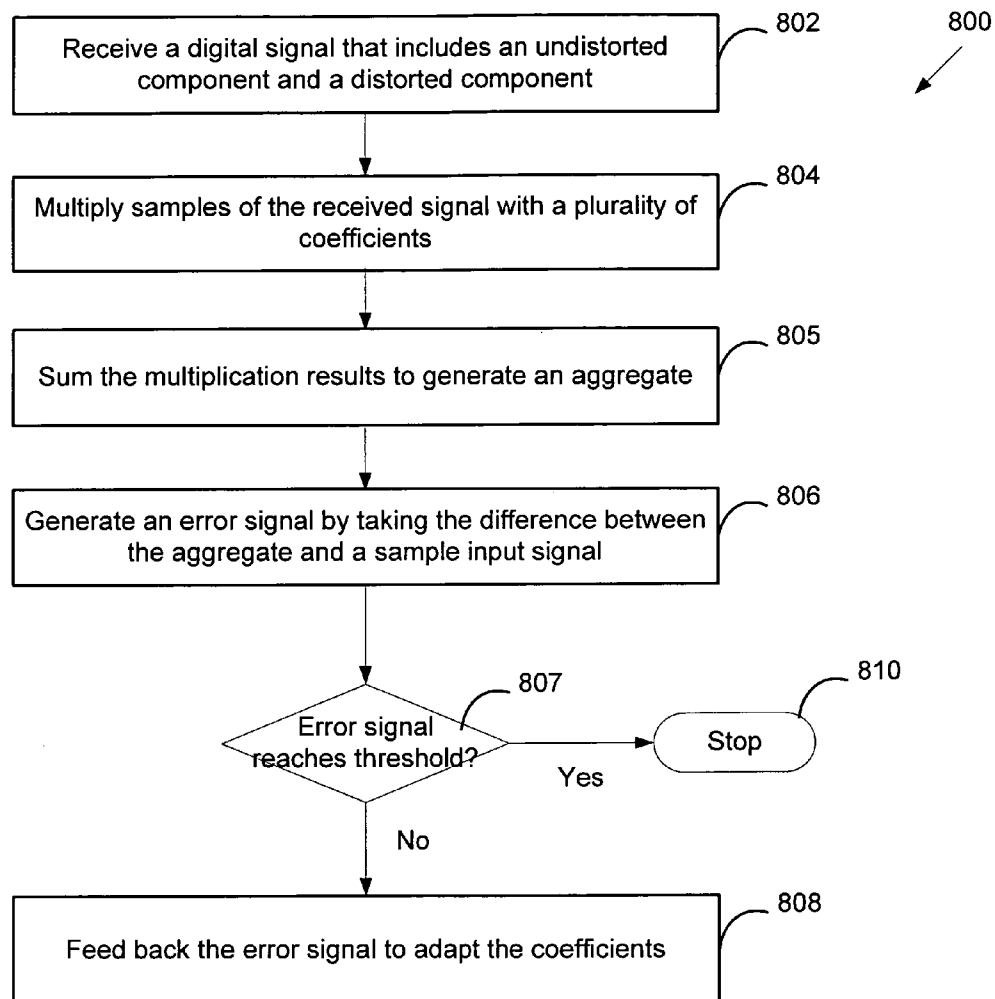 802
800
Receive a digital signal that includes an undistorted
component and a distorted component
804
Multiply samples of the received signal with a plurality of
coefficients
805
Sum the multiplication results to generate an aggregate
806
Generate an error signal by taking the difference between
the aggregate and a sample input signal
807
810
Error signal
reaches threshold?
Stop
Yes
No
808
Feed back the error signal to adapt the coefficients